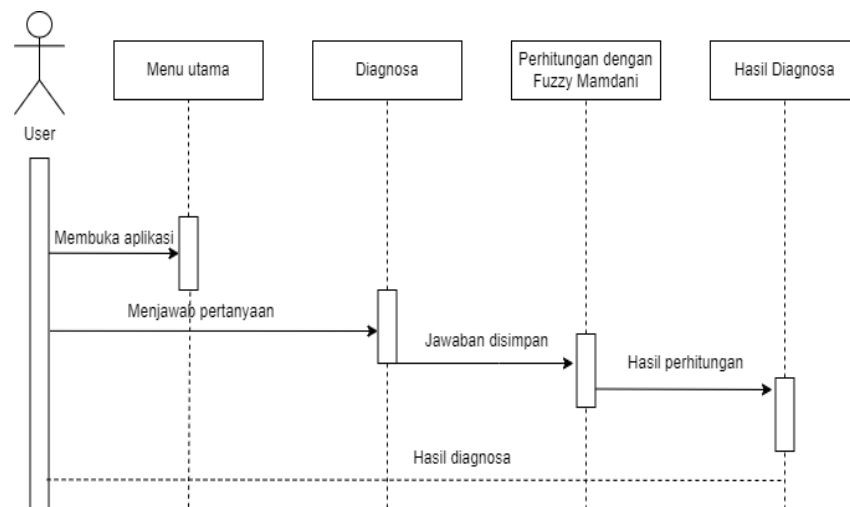 Menu utama
Diagnosa
Perhitungan dengan
Fuzzy Mamdani
Hasil Diagnosa
User
Membuka aplikasi
Menjawab pertanyaan
Jawaban disimpan
Hasil perhitungan
Hasil diagnosa